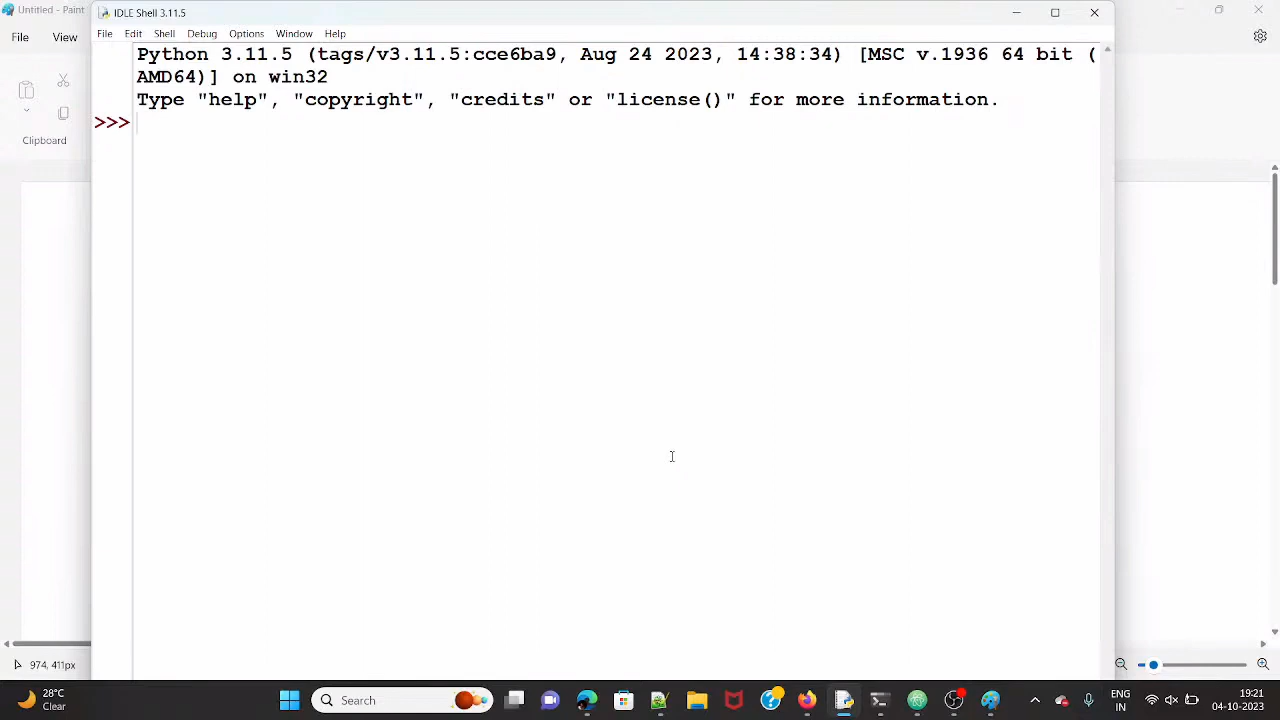 Untitled - Paint
IDLE Shell 3.11.5
File View
File Edit Shell Debug Options Window Help
Python 3.11.5 (tags/v3.11.5:cce6ba9, Aug 24 2023, 14:38:34) [MSC v.1936 64 bit (
AMD64)] on win32
Type "help", "copyright", "credits" or "license()" for more information.
>>>
Clipboard
974, 411px
28°C
Clear
Search
ENG
IN
19:21
04-10-2023